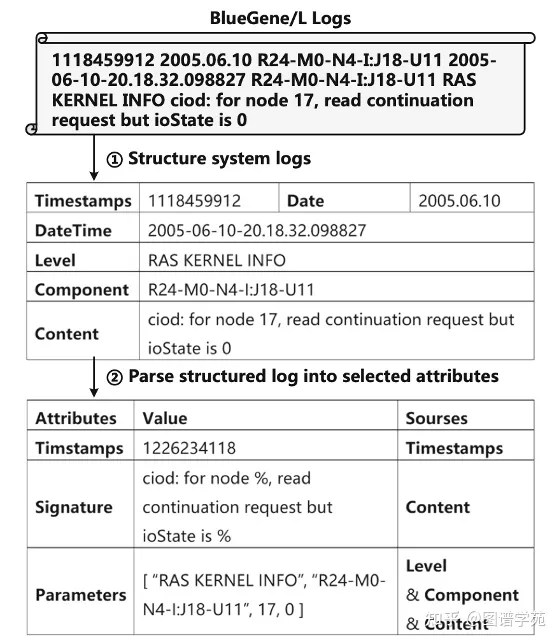 BlueGene/L Logs
1118459912 2005.06.10 R24-M0-N4-I:J18-U11 2005-
06-10-20.18.32.098827 R24-M0-N4-I:J18-U11 RAS
KERNEL INFO ciod: for node 17, read continuation
request but ioState is 0
① Structure system logs
Timestamps 1118459912 Date 2005.06.10
DateTime 2005-06-10-20.18.32.098827
Level RAS KERNEL INFO
Component R24-M0-N4-I:J18-U11
Content ciod: for node 17, read continuation request but
ioState is 0
② Parse structured log into selected attributes
Attributes Value Sourses
Timstamps 1226234118 Timestamps
Signature ciod: for node %, read
continuation request but
ioState is %
Content
Parameters [ “RAS KERNEL INFO”, “R24-M0-
N4-I:J18-U11”, 17, 0 ]
Level
& Component
& Content
知乎 @图谱学苑